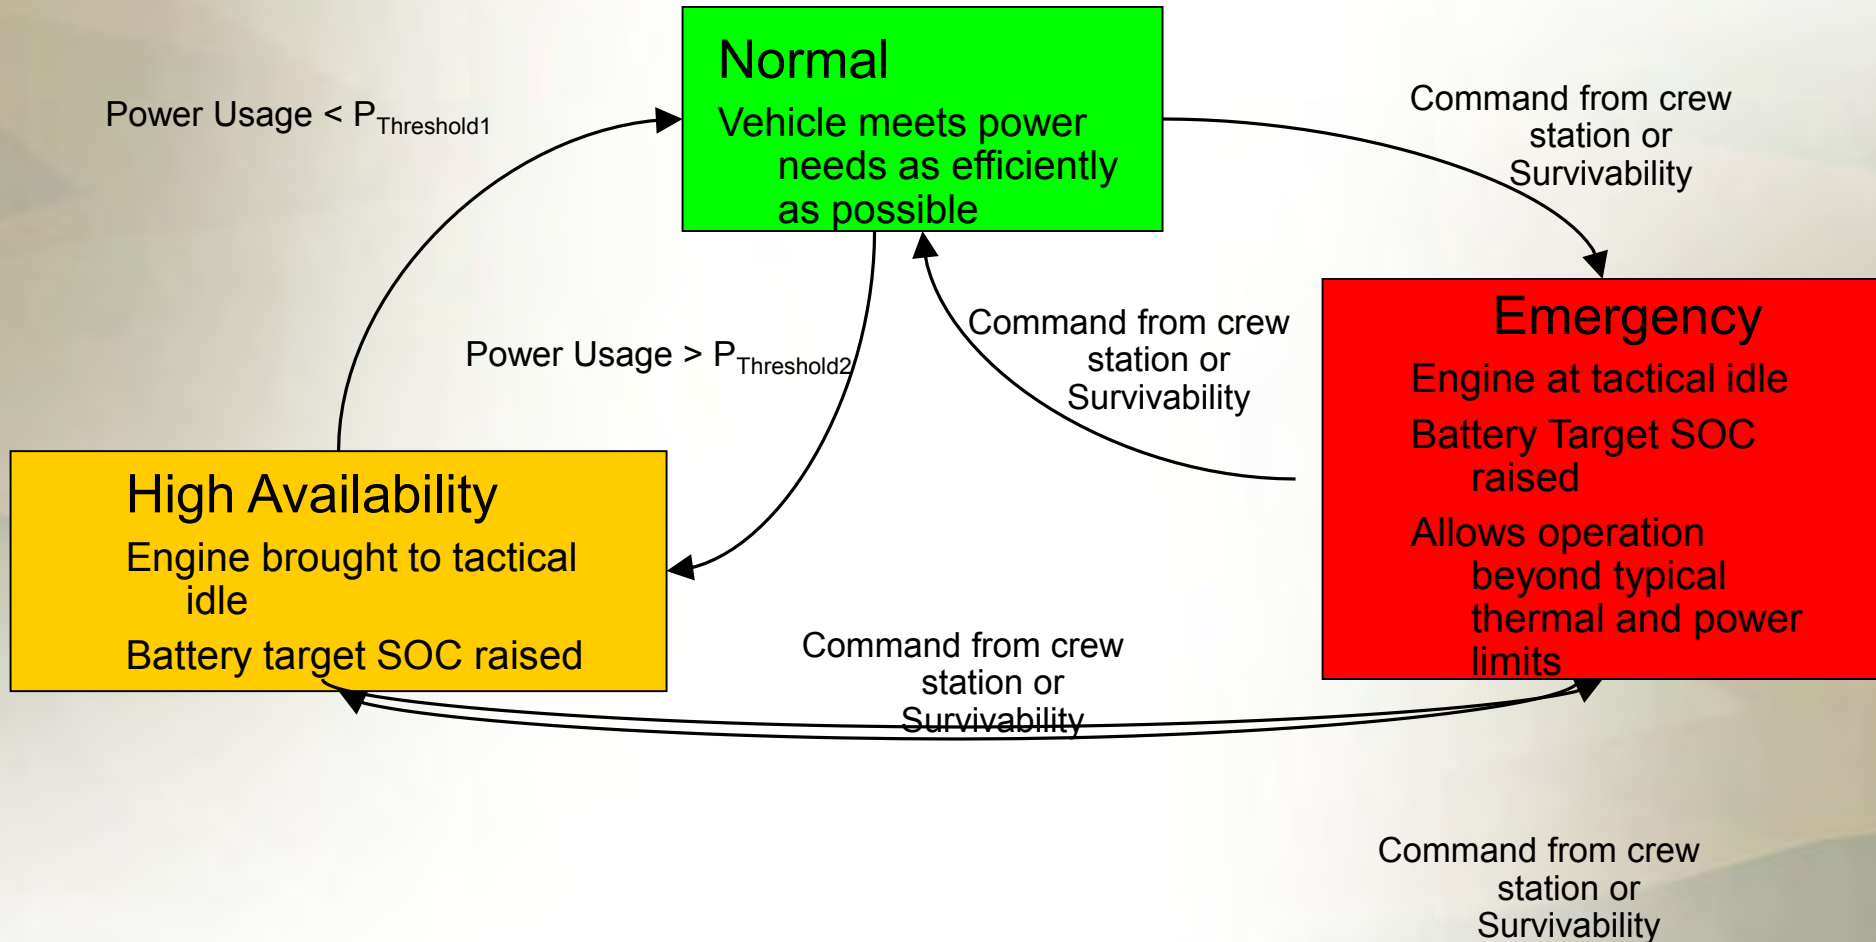 Normal
Vehicle meets power
needs as efficiently
as possible
Power Usage < P_Threshold1
Command from crew
station or
Survivability
Power Usage > P_Threshold2
Command from crew
station or
Survivability
Emergency
Engine at tactical idle
Battery Target SOC
raised
Allows operation
beyond typical
thermal and power
limits
High Availability
Engine brought to tactical
idle
Battery target SOC raised
Command from crew
station or
Survivability
Command from crew
station or
Survivability